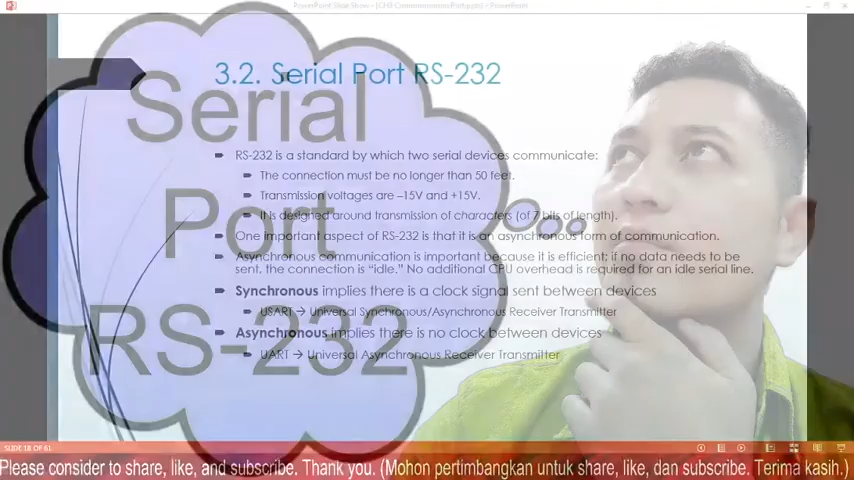 PowerPoint Slide Show - [CH3 Communication Port.pptx] - PowerPoint
3.2. Serial Port RS-232
Serial
Port
RS-232
RS-232 is a standard by which two serial devices communicate:
The connection must be no longer than 50 feet.
Transmission voltages are –15V and +15V.
It is designed around transmission of characters (of 7 bits of length).
One important aspect of RS-232 is that it is an asynchronous form of communication.
Asynchronous communication is important because it is efficient; if no data needs to be
sent, the connection is “idle.” No additional CPU overhead is required for an idle serial line.
Synchronous implies there is a clock signal sent between devices
USART → Universal Synchronous/Asynchronous Receiver Transmitter
Asynchronous implies there is no clock between devices
UART → Universal Asynchronous Receiver Transmitter
SLIDE 18 OF 61
Please consider to share, like, and subscribe. Thank you. (Mohon pertimbangkan untuk share, like, dan subscribe. Terima kasih.)